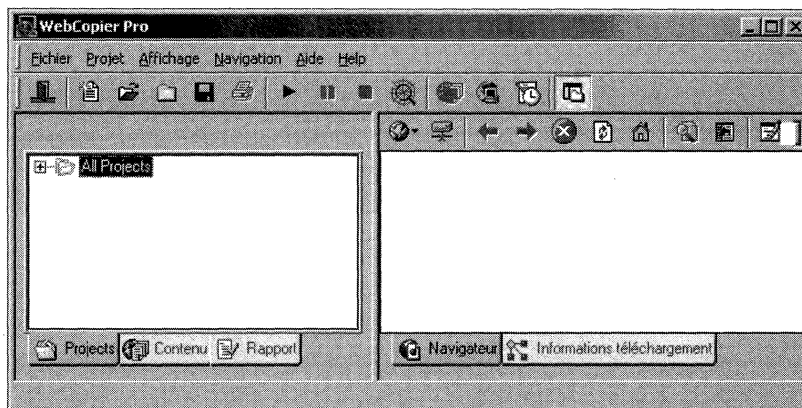 WebCopier Pro
Fichier Projet Affichage Navigation Aide Help
All Projects
Projects Contenu Rapport
Navigateur Informations téléchargement